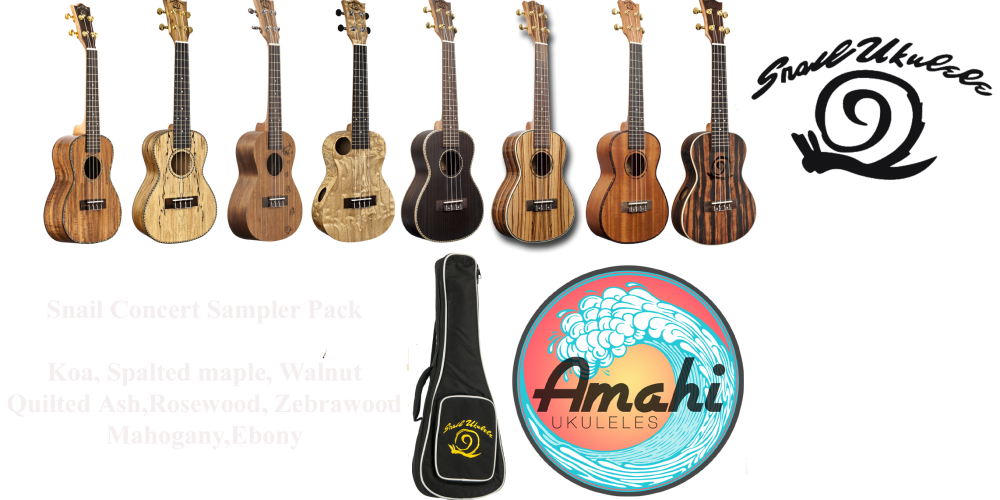 Snail Ukulele
Snail Concert Sampler Pack
Koa, Spalted maple, Walnut
Quilted Ash,Rosewood, Zebrawood
Mahogany,Ebony
Snail Ukulele
Amahi
UKULELES